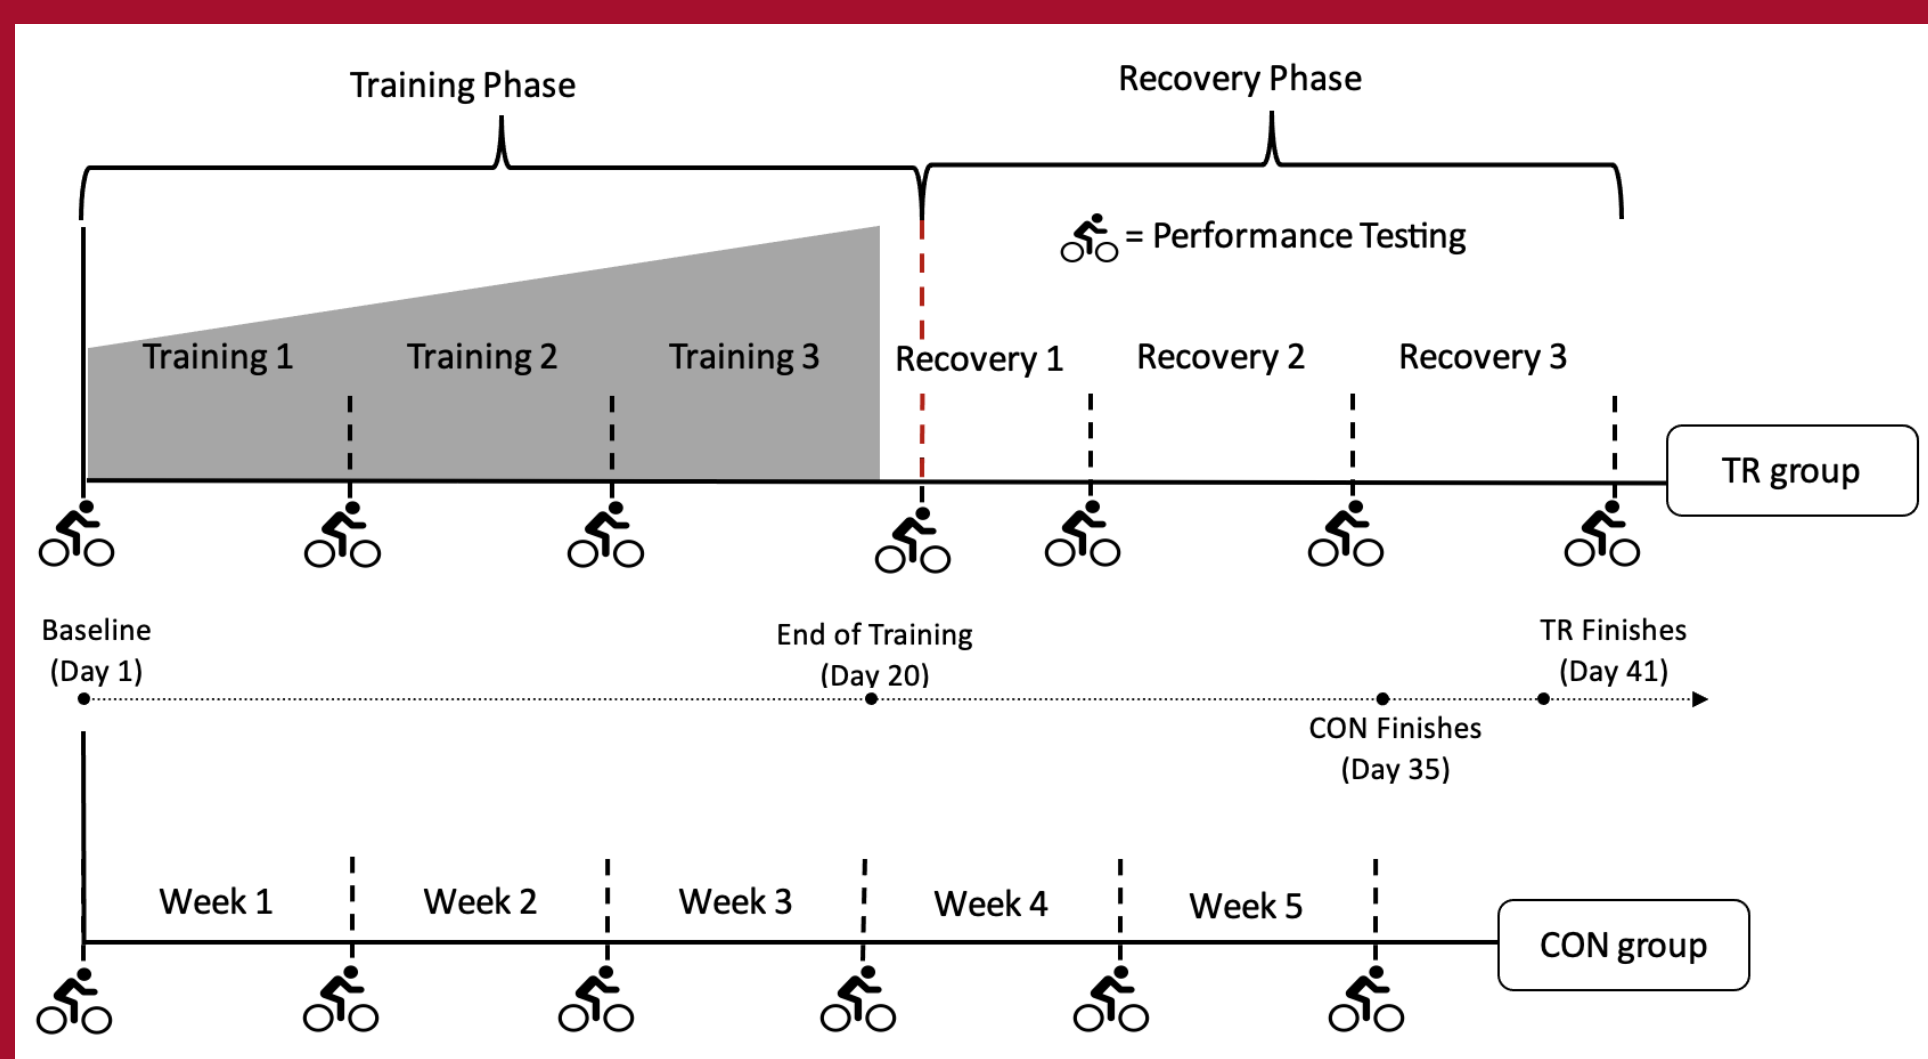 Training Phase
Recovery Phase
= Performance Testing
Training 1
Training 2
Training 3
Recovery 1
Recovery 2
Recovery 3
TR group
Baseline
(Day 1)
End of Training
(Day 20)
TR Finishes
(Day 41)
CON Finishes
(Day 35)
Week 1
Week 2
Week 3
Week 4
Week 5
CON group